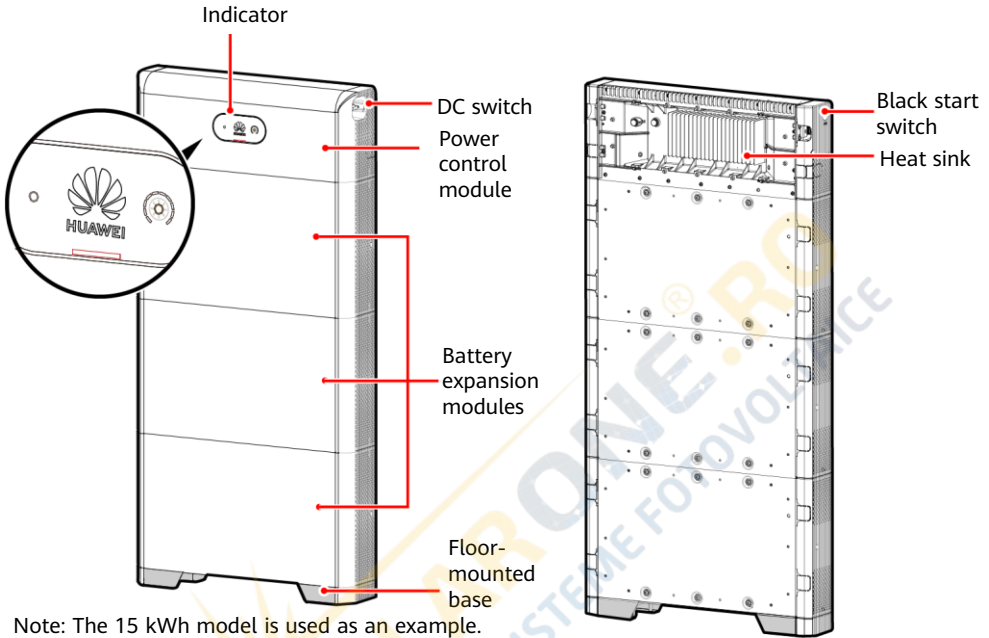 Indicator
DC switch
Power
control
module
HUAWEI
Battery
expansion
modules
Floor-
mounted
base
Black start
switch
Heat sink
Note: The 15 kWh model is used as an example.
ARONE.RO
®
SISTEME FOTOVOLTAICE